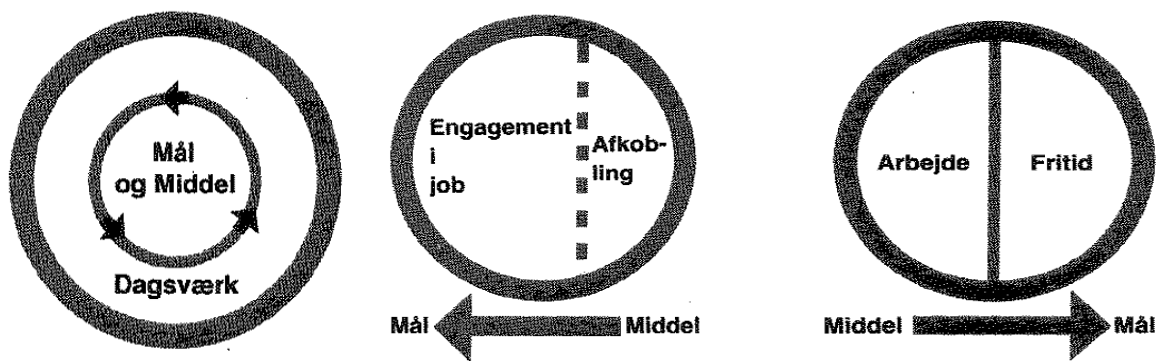 Mål
og Middel
Dagsværk
Engagement
i
job
Afkob-
ling
Mål
Middel
Arbejde
Fritid
Middel
Mål